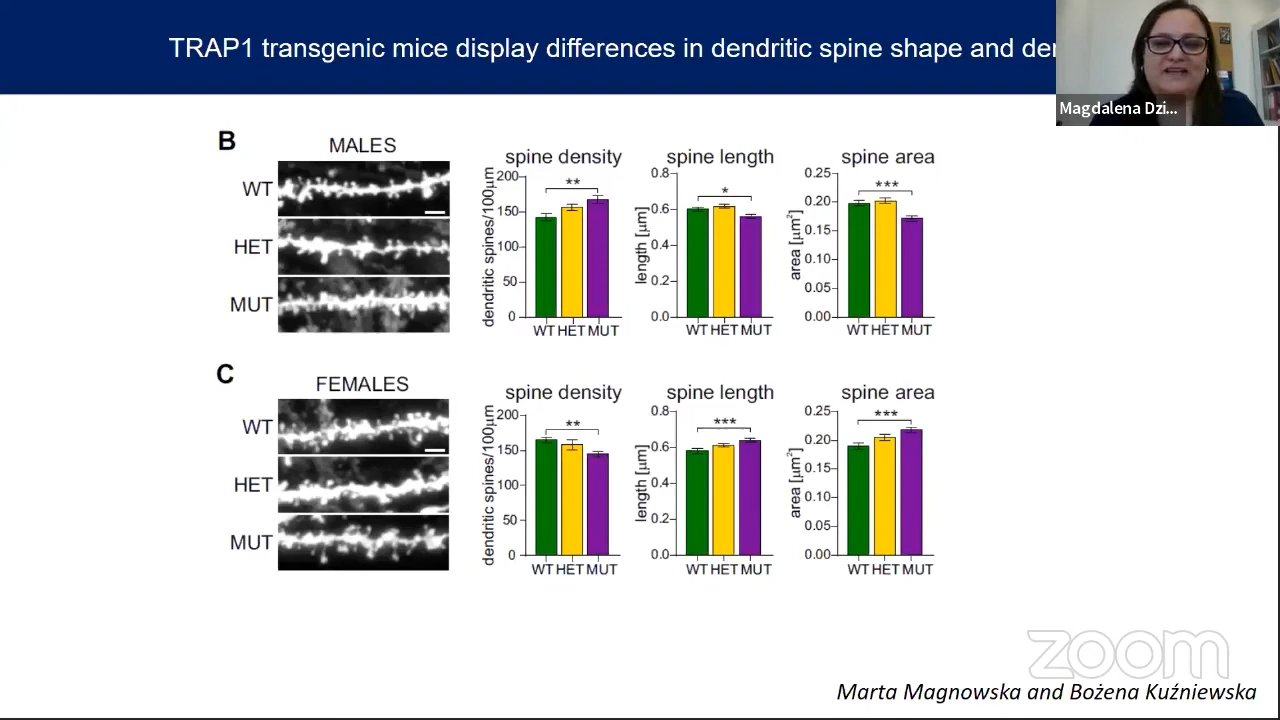 TRAP1 transgenic mice display differences in dendritic spine shape and
Magdalena Dzi...
B
MALES
WT
HET
MUT
spine density
dendritic spines/100μm
200
150
100
50
0
**
WT HET MUT
spine length
length [μm]
0.8
0.6
0.4
0.2
0.0
*
WT HET MUT
spine area
area [μm²]
0.25
0.20
0.15
0.10
0.05
0.00
***
WT HET MUT
C
FEMALES
WT
HET
MUT
spine density
dendritic spines/100μm
200
150
100
50
0
**
WT HET MUT
spine length
length [μm]
0.8
0.6
0.4
0.2
0.0
***
WT HET MUT
spine area
area [μm²]
0.25
0.20
0.15
0.10
0.05
0.00
***
WT HET MUT
zoom
Marta Magnowska and Bożena Kuźniewska